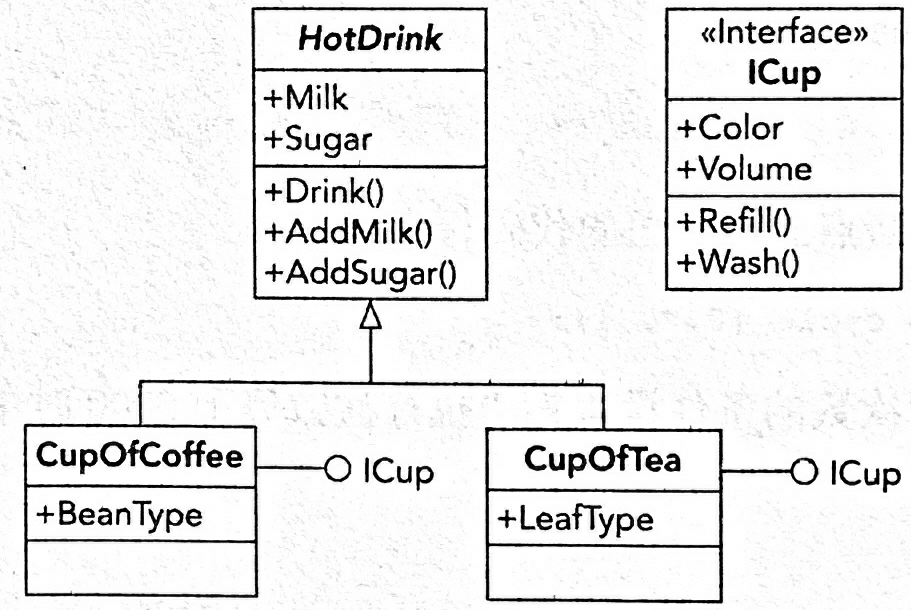 HotDrink
+Milk
+Sugar
+Drink()
+AddMilk()
+AddSugar()
«Interface»
ICup
+Color
+Volume
+Refill()
+Wash()
CupOfCoffee
+BeanType
ICup
CupOfTea
+LeafType
ICup